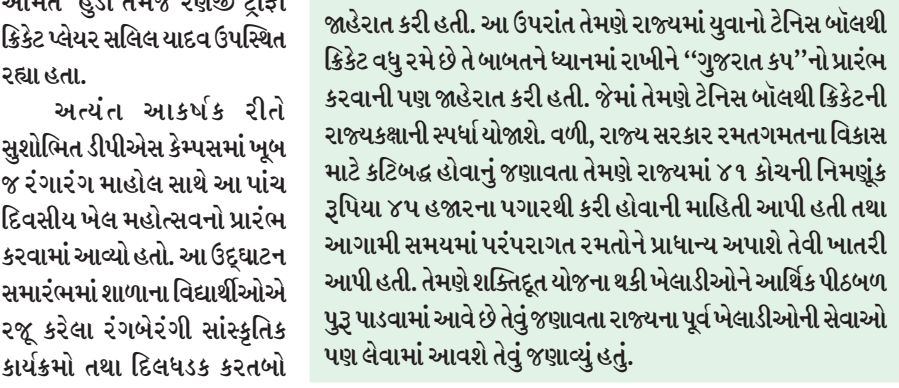 અમિત હુડા તેમજ રણજી ટ્રોફી
ક્રિકેટ પ્લેયર સલિલ યાદવ ઉપસ્થિત
રહ્યા હતા.
અત્યંત આકર્ષક રીતે
સુશોભિત ડીપીએસ કેમ્પસમાં ખૂબ
જ રંગારંગ માહોલ સાથે આ પાંચ
દિવસીય ખેલ મહોત્સવનો પ્રારંભ
કરવામાં આવ્યો હતો. આ ઉદ્ઘાટન
સમારંભમાં શાળાના વિદ્યાર્થીઓએ
રજૂ કરેલા રંગબેરંગી સાંસ્કૃતિક
કાર્યક્રમો તથા દિલધડક કરતબો
જાહેરાત કરી હતી. આ ઉપરાંત તેમણે રાજ્યમાં યુવાનો ટેનિસ બૉલથી
ક્રિકેટ વધુ રમે છે તે બાબતને ધ્યાનમાં રાખીને ‘‘ગુજરાત કપ’’નો પ્રારંભ
કરવાની પણ જાહેરાત કરી હતી. જેમાં તેમણે ટેનિસ બૉલથી ક્રિકેટની
રાજ્યકક્ષાની સ્પર્ધા યોજાશે. વળી, રાજ્ય સરકાર રમતગમતના વિકાસ
માટે કટિબદ્ધ હોવાનું જણાવતા તેમણે રાજ્યમાં ૪૧ કોચની નિમણૂંક
રૂપિયા ૪૫ હજારના પગારથી કરી હોવાની માહિતી આપી હતી તથા
આગામી સમયમાં પરંપરાગત રમતોને પ્રાધાન્ય અપાશે તેવી ખાતરી
આપી હતી. તેમણે શક્તિદૂત યોજના થકી ખેલાડીઓને આર્થિક પીઠબળ
પુરૂ પાડવામાં આવે છે તેવું જણાવતા રાજ્યના પૂર્વ ખેલાડીઓની સેવાઓ
પણ લેવામાં આવશે તેવું જણાવ્યું હતું.